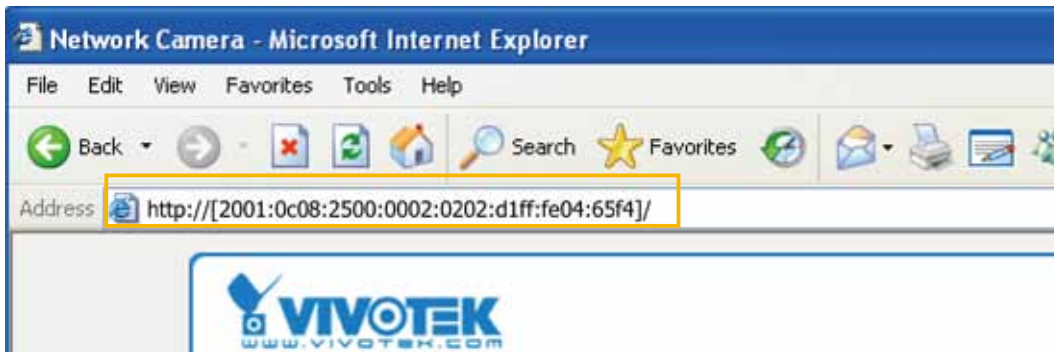 Network Camera - Microsoft Internet Explorer
File Edit View Favorites Tools Help
Back Search Favorites
Address http://[2001:0c08:2500:0002:0202:d1ff:fe04:65f4]/
VIVOTEK
www.vivotek.com